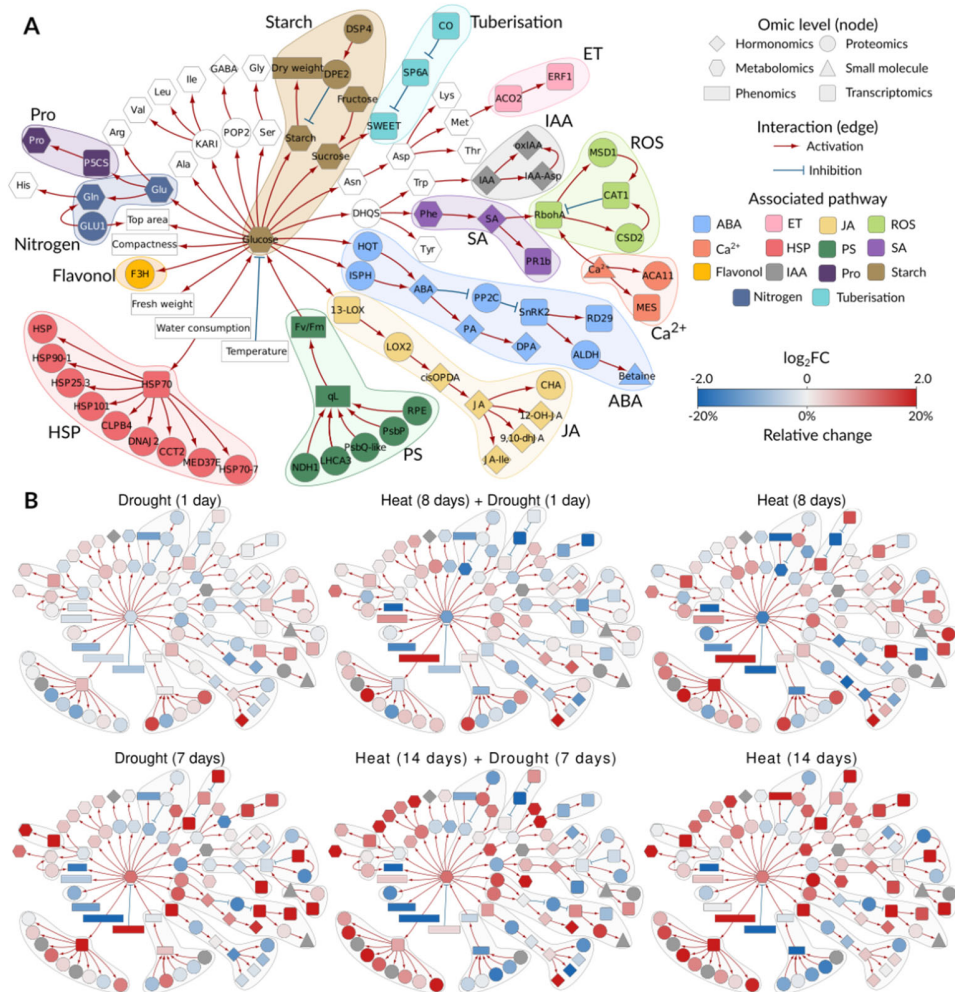 A
Starch
Tuberisation
DSP4
CO
Dry weight
DPE2
SP6A
Fructose
Starch
SWEET
Sucrose
GABA
Gly
Ile
Leu
Val
KARI
POP2
Ser
Ala
Arg
Pro
Pro
P5CS
His
Gln
Glu
GLU1
Nitrogen
Top area
Compactness
Flavonol
F3H
Fresh weight
Water consumption
Temperature
Glucose
Lys
Met
Thr
Asp
Asn
ET
ERF1
ACO2
IAA
oxIAA
IAA
IAA-Asp
Trp
DHQS
Tyr
Phe
SA
SA
PR1b
ROS
MSD1
CAT1
RbohA
CSD2
Ca²⁺
ACA11
MES
Ca²⁺
HQT
ISPH
ABA
PP2C
SnRK2
RD29
PA
DPA
ALDH
Betaine
ABA
13-LOX
LOX2
cisOPDA
JA
CHA
12-OH-JA
9,10-dhJA
JA-Ile
JA
Fv/Fm
qL
RPE
PsbP
PsbQ-like
LHCA3
NDH1
PS
HSP
HSP90-1
HSP25.3
HSP101
CLPB4
DNAJ2
CCT2
MED37E
HSP70-7
HSP70
HSP
Omic level (node)
Hormonomics
Proteomics
Metabolomics
Small molecule
Phenomics
Transcriptomics
Interaction (edge)
Activation
Inhibition
Associated pathway
ABA
ET
JA
ROS
Ca²⁺
HSP
PS
SA
Flavonol
IAA
Pro
Starch
Nitrogen
Tuberisation
log₂FC
-2.0 0 2.0
-20% 0% 20%
Relative change
B
Drought (1 day)
Heat (8 days) + Drought (1 day)
Heat (8 days)
Drought (7 days)
Heat (14 days) + Drought (7 days)
Heat (14 days)